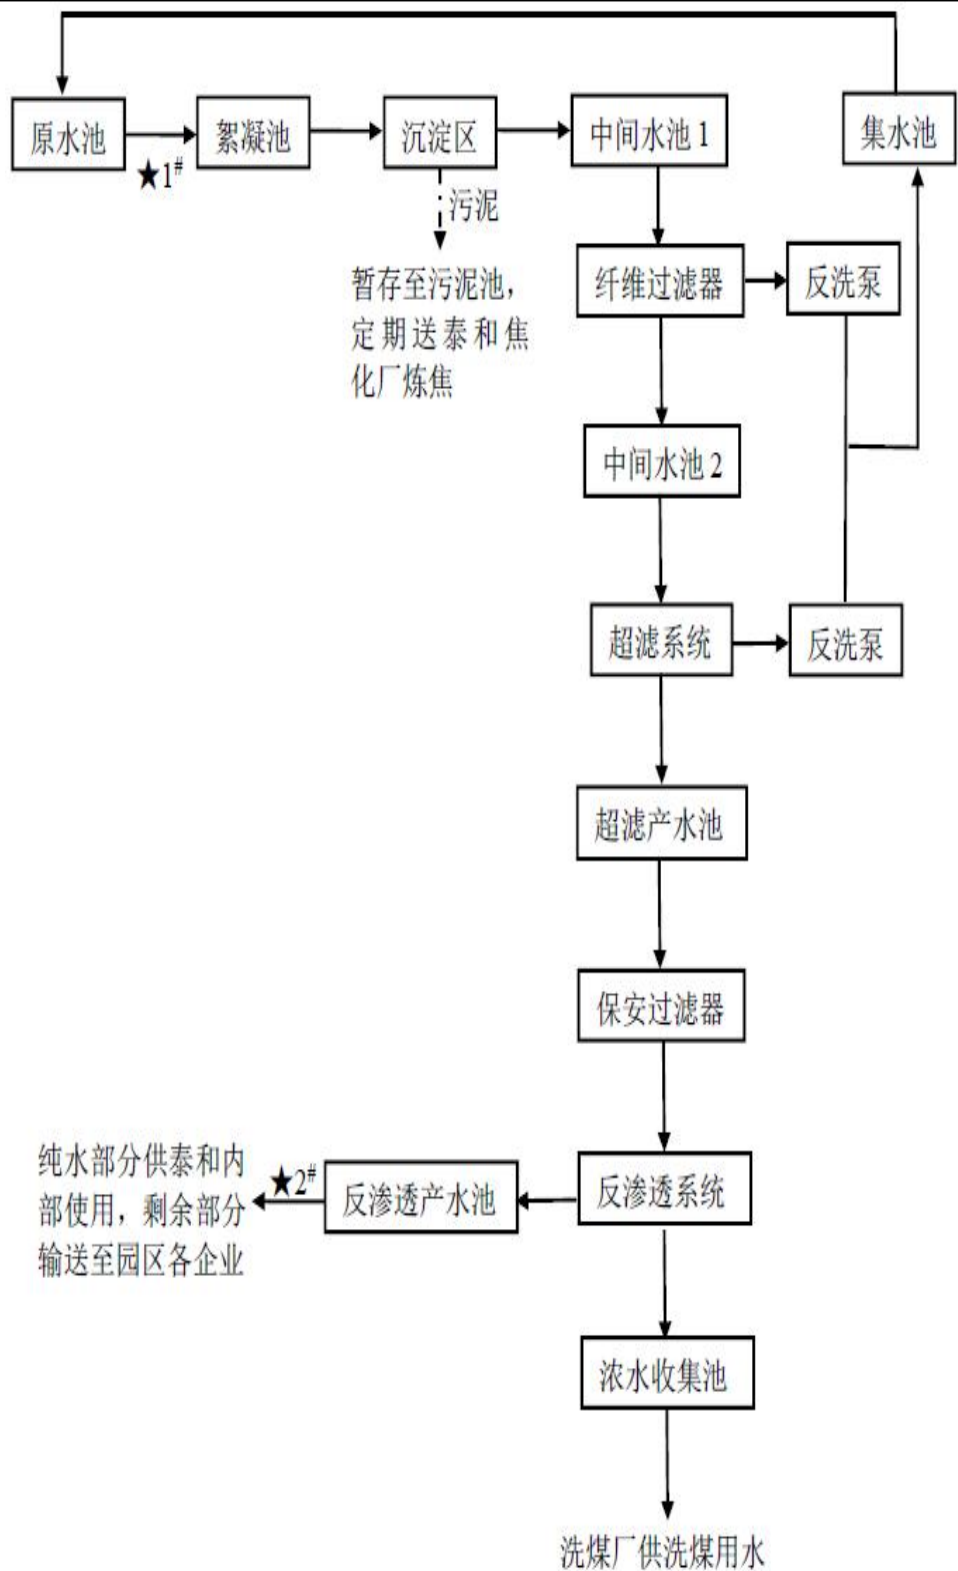 原水池
★1#
絮凝池
沉淀区
中间水池 1
集水池
污泥
暂存至污泥池，
定期送泰和焦
化厂炼焦
纤维过滤器
反洗泵
中间水池 2
超滤系统
反洗泵
超滤产水池
保安过滤器
纯水部分供泰和内
部使用，剩余部分
输送至园区各企业
★2#
反渗透产水池
反渗透系统
浓水收集池
洗煤厂供洗煤用水